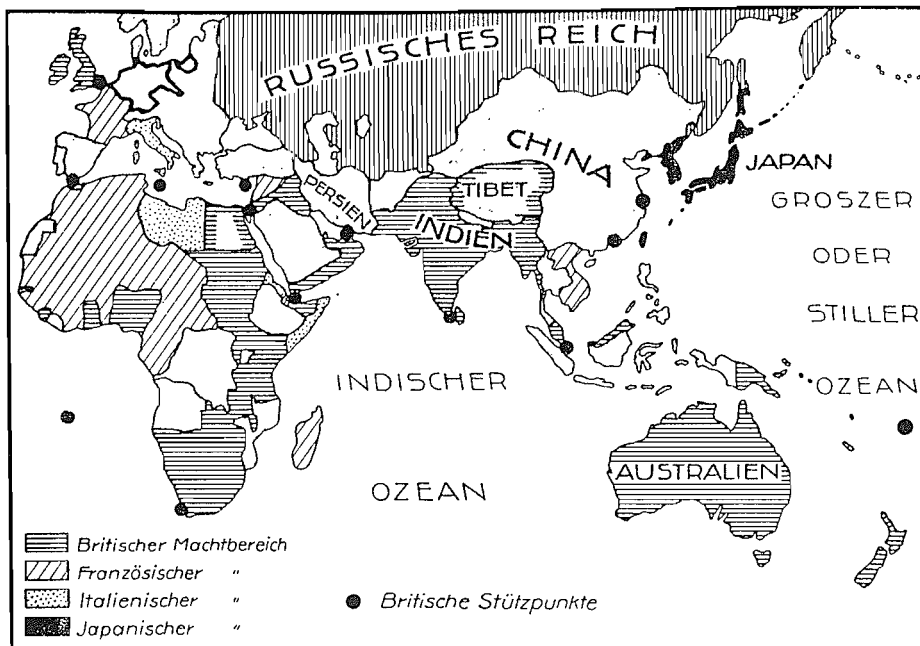 RUSSISCHES REICH
CHINA
JAPAN
TIBET
PERSIEN
INDIEN
GROSZER
ODER
STILLER
OZEAN
INDISCHER
OZEAN
AUSTRALIEN
Britischer Machtbereich
Französischer "
Italienischer "
Japanischer "
Britische Stützpunkte